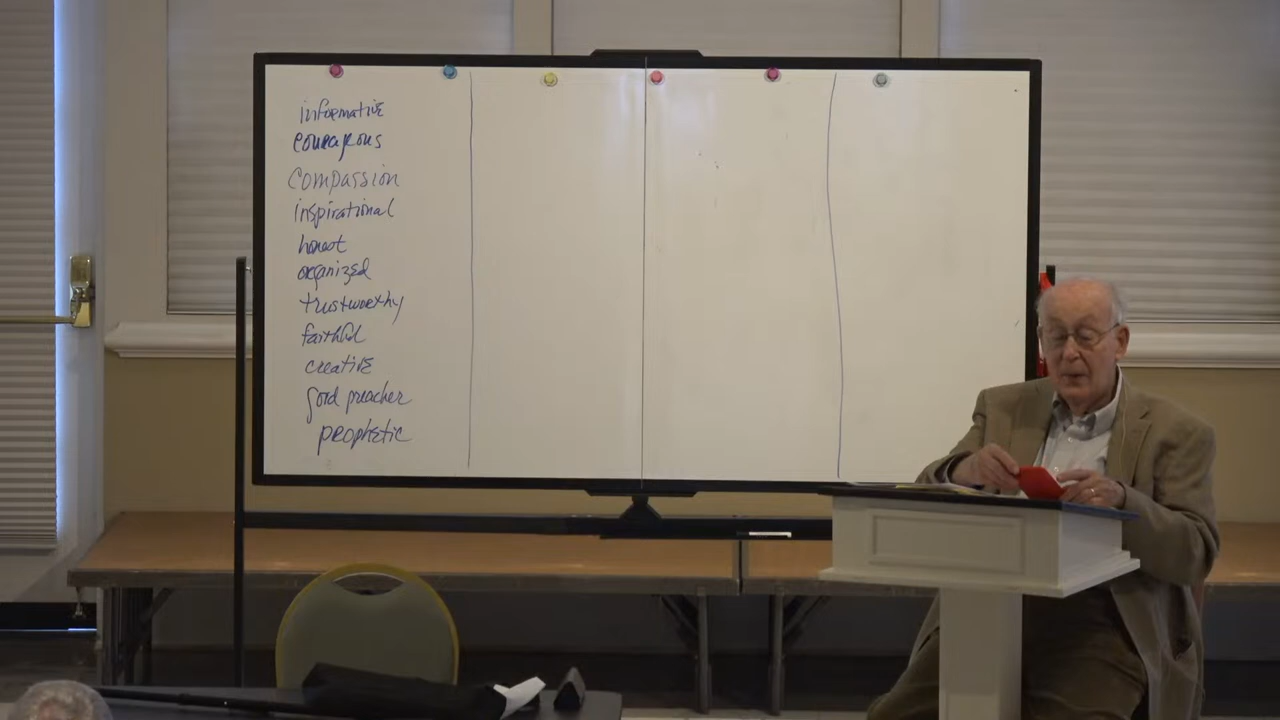 informative
courageous
compassion
inspirational
honest
organized
trustworthy
faithful
creative
good preacher
prophetic